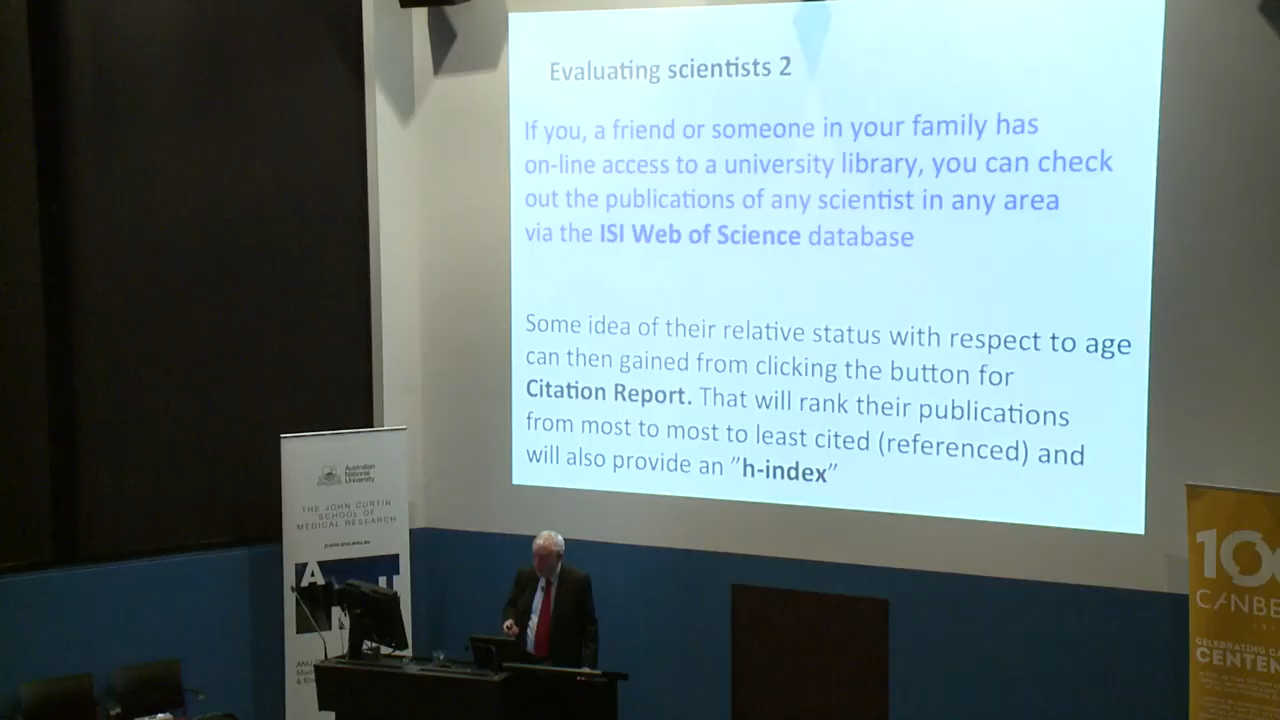 Evaluating scientists 2
If you, a friend or someone in your family has
on-line access to a university library, you can check
out the publications of any scientist in any area
via the ISI Web of Science database
Some idea of their relative status with respect to age
can then gained from clicking the button for
Citation Report. That will rank their publications
from most to most to least cited (referenced) and
will also provide an ”h-index”
Australian
National
University
THE JOHN CURTIN
SCHOOL OF
MEDICAL RESEARCH
A
U
ANU
100
CANBE
CELEBRATING CA
CENTEN